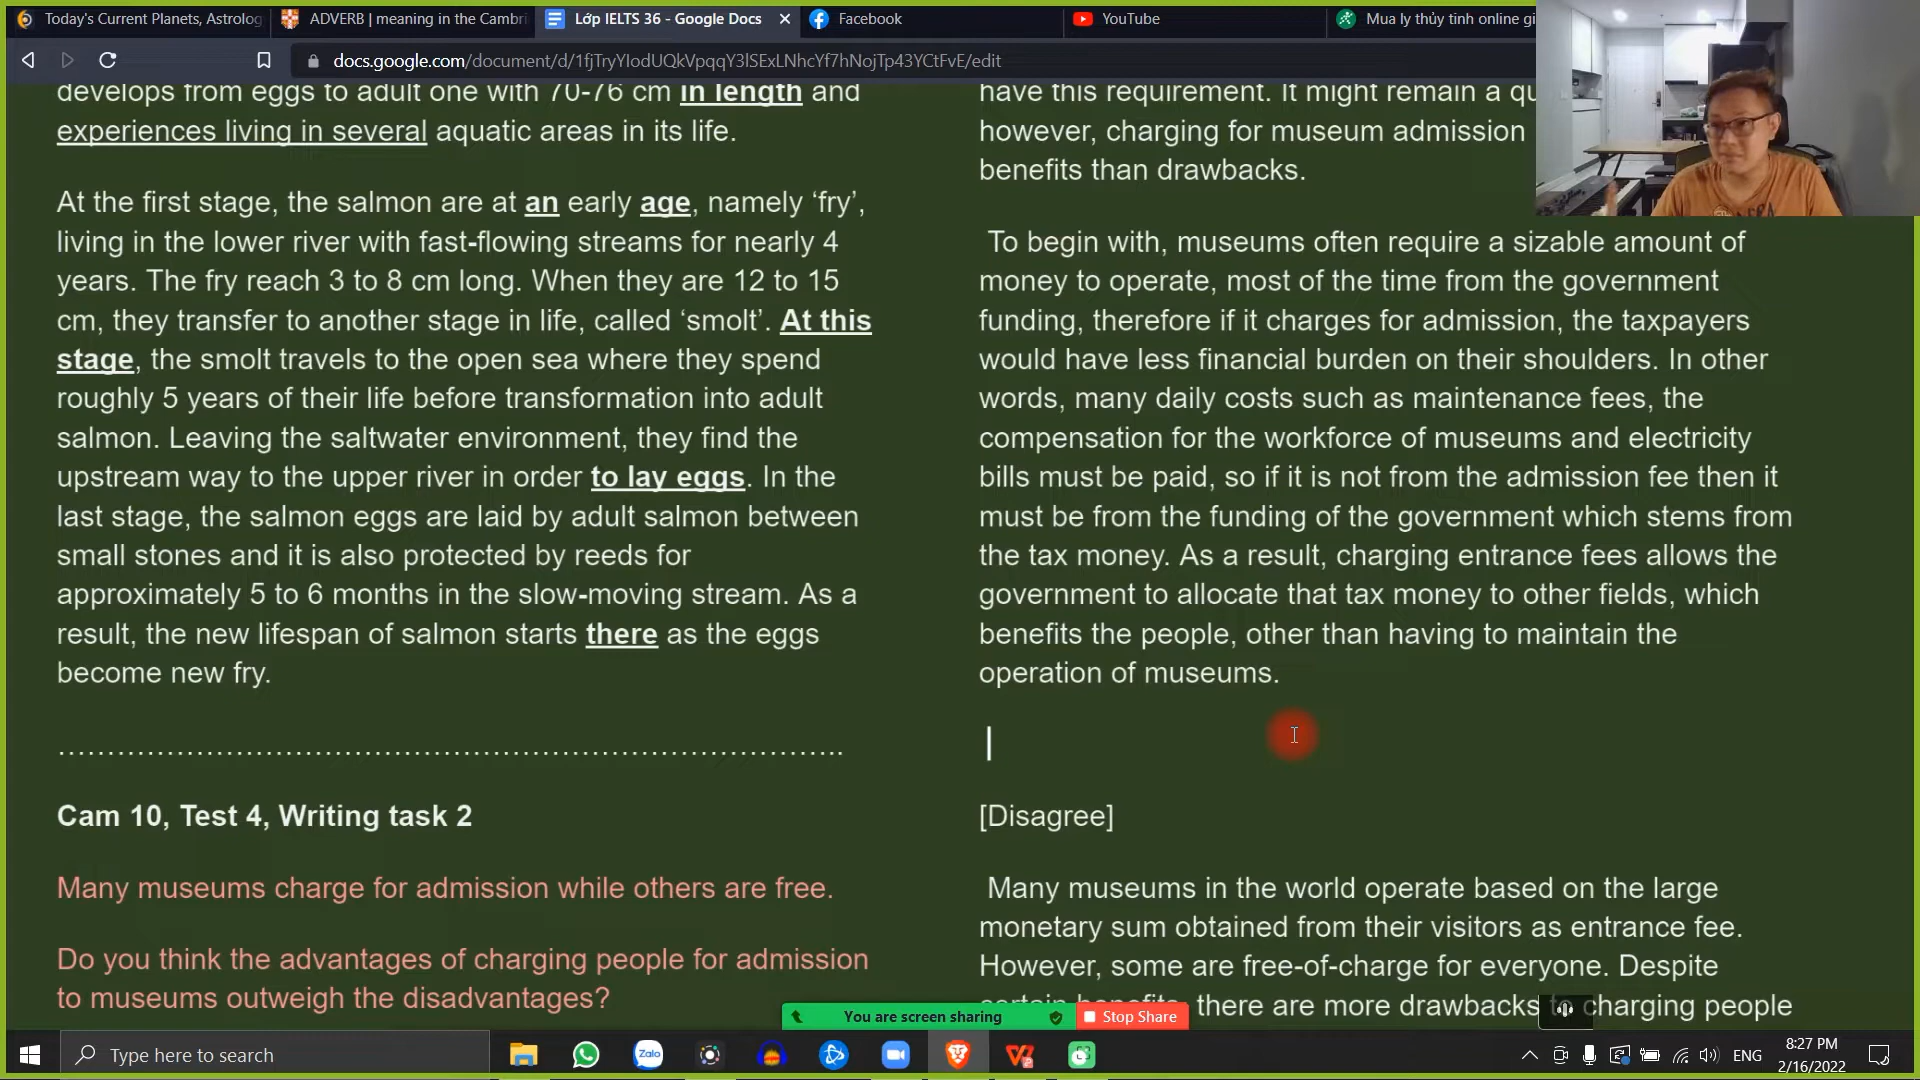 Today's Current Planets, Astrolog
ADVERB | meaning in the Cambri
Lớp IELTS 36 - Google Docs
Facebook
YouTube
Mua ly thủy tinh online gi
docs.google.com/document/d/1fjTryYIodUQkVpqqY3lSExLNhcYf7hNojTp43YCtFvE/edit
develops from eggs to adult one with 70-76 cm in length and
experiences living in several aquatic areas in its life.
At the first stage, the salmon are at an early age, namely ‘fry’,
living in the lower river with fast-flowing streams for nearly 4
years. The fry reach 3 to 8 cm long. When they are 12 to 15
cm, they transfer to another stage in life, called ‘smolt’. At this
stage, the smolt travels to the open sea where they spend
roughly 5 years of their life before transformation into adult
salmon. Leaving the saltwater environment, they find the
upstream way to the upper river in order to lay eggs. In the
last stage, the salmon eggs are laid by adult salmon between
small stones and it is also protected by reeds for
approximately 5 to 6 months in the slow-moving stream. As a
result, the new lifespan of salmon starts there as the eggs
become new fry.
……………………………………………………………………..
Cam 10, Test 4, Writing task 2
Many museums charge for admission while others are free.
Do you think the advantages of charging people for admission
to museums outweigh the disadvantages?
have this requirement. It might remain a qu
however, charging for museum admission
benefits than drawbacks.
To begin with, museums often require a sizable amount of
money to operate, most of the time from the government
funding, therefore if it charges for admission, the taxpayers
would have less financial burden on their shoulders. In other
words, many daily costs such as maintenance fees, the
compensation for the workforce of museums and electricity
bills must be paid, so if it is not from the admission fee then it
must be from the funding of the government which stems from
the tax money. As a result, charging entrance fees allows the
government to allocate that tax money to other fields, which
benefits the people, other than having to maintain the
operation of museums.
[Disagree]
Many museums in the world operate based on the large
monetary sum obtained from their visitors as entrance fee.
However, some are free-of-charge for everyone. Despite
certain benefits, there are more drawbacks to charging people
You are screen sharing
Stop Share
Type here to search
Zalo
ENG
8:27 PM
2/16/2022